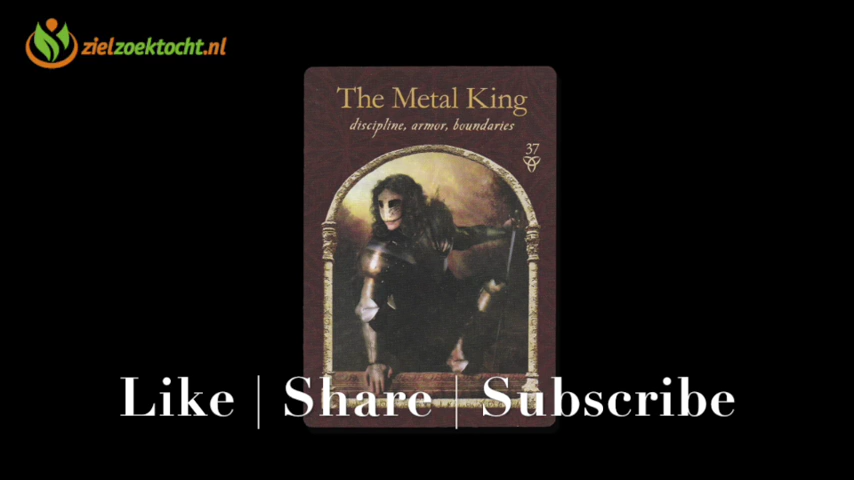 zielzoektocht.nl
The Metal King
discipline, armor, boundaries
37
Like | Share | Subscribe